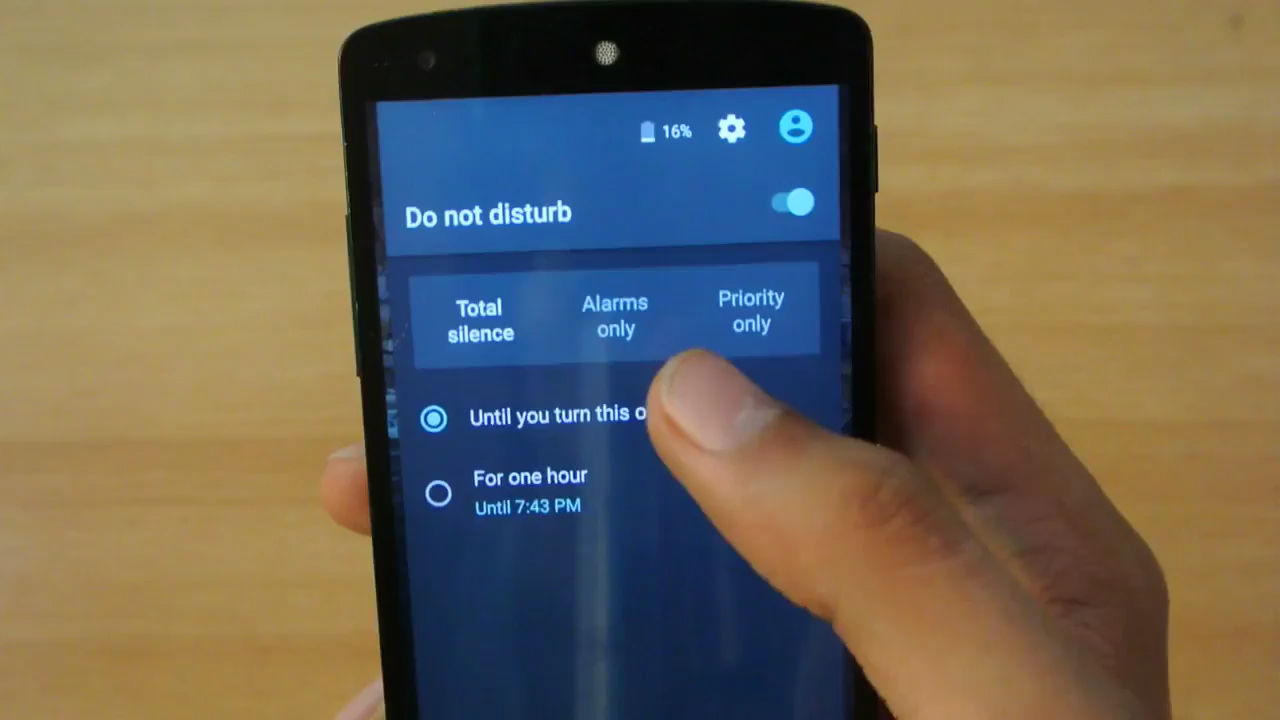 16%
Do not disturb
Total
silence
Alarms
only
Priority
only
Until you turn this
For one hour
Until 7:43 PM